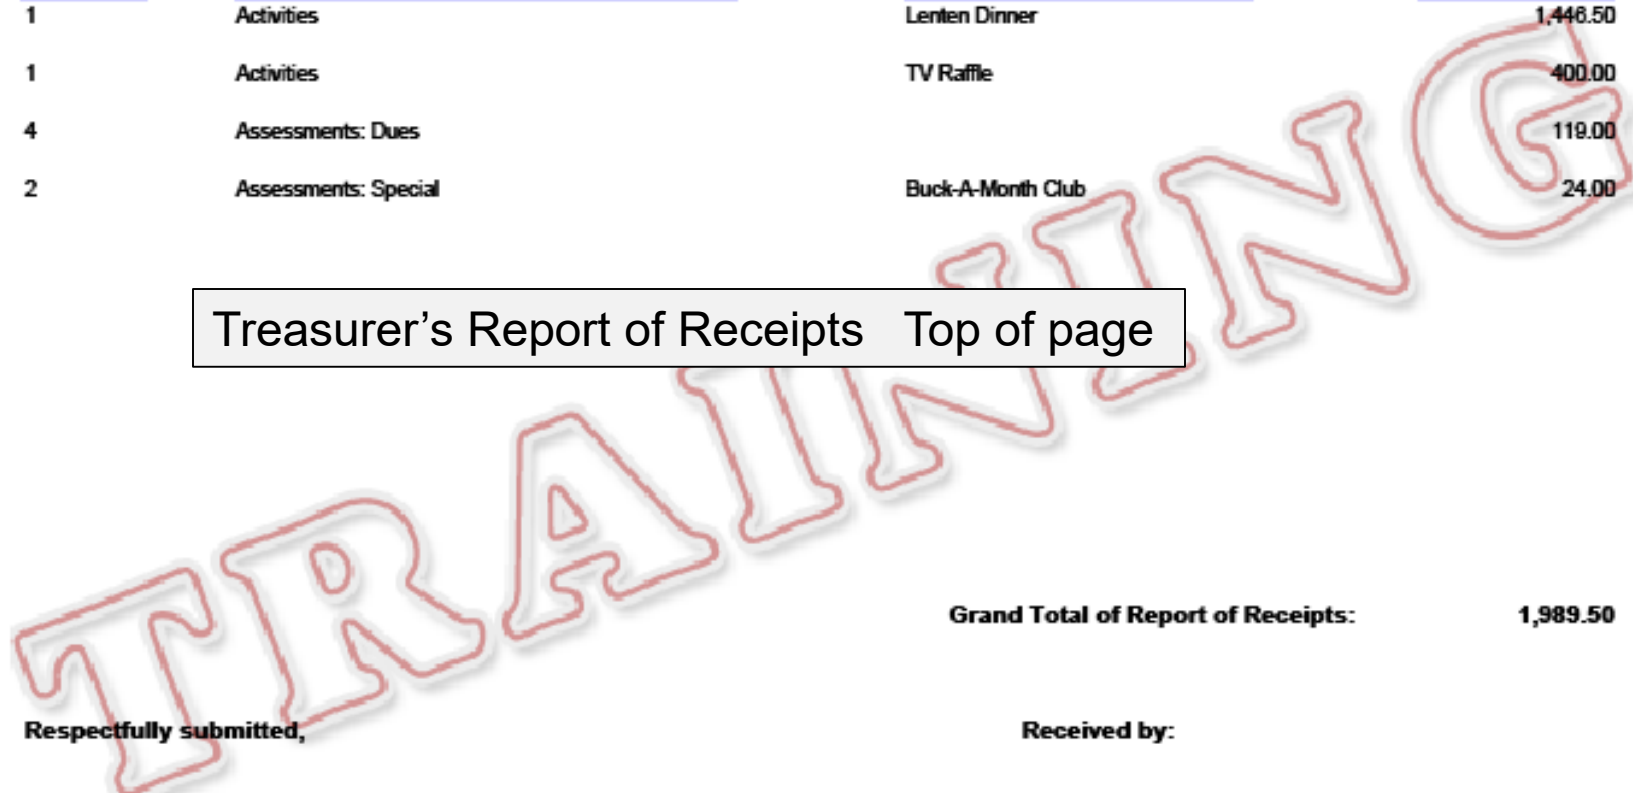 1 Activities Lenten Dinner 1,446.50
1 Activities TV Raffle 400.00
4 Assessments: Dues 119.00
2 Assessments: Special Buck-A-Month Club 24.00
Treasurer’s Report of Receipts Top of page
TRAINING
Grand Total of Report of Receipts: 1,989.50
Respectfully submitted, Received by: